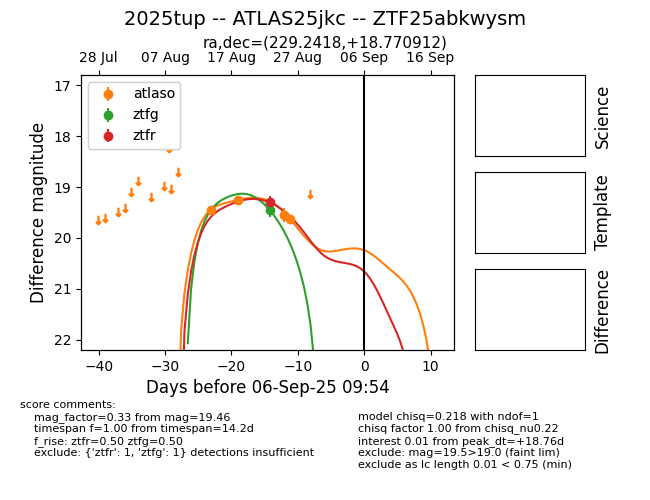 2025tup -- ATLAS25jkc -- ZTF25abkwysm
ra,dec=(229.2418,+18.770912)
28 Jul 07 Aug 17 Aug 27 Aug 06 Sep 16 Sep
atlaso
ztfg
ztfr
17
18
19
20
21
22
Difference magnitude
−40 −30 −20 −10 0 10
Days before 06-Sep-25 09:54
Science
Template
Difference
score comments:
mag_factor=0.33 from mag=19.46
timespan f=1.00 from timespan=14.2d
f_rise: ztfr=0.50 ztfg=0.50
exclude: {'ztfr': 1, 'ztfg': 1} detections insufficient
model chisq=0.218 with ndof=1
chisq factor 1.00 from chisq_nu0.22
interest 0.01 from peak_dt=+18.76d
exclude: mag=19.5>19.0 (faint lim)
exclude as lc length 0.01 < 0.75 (min)